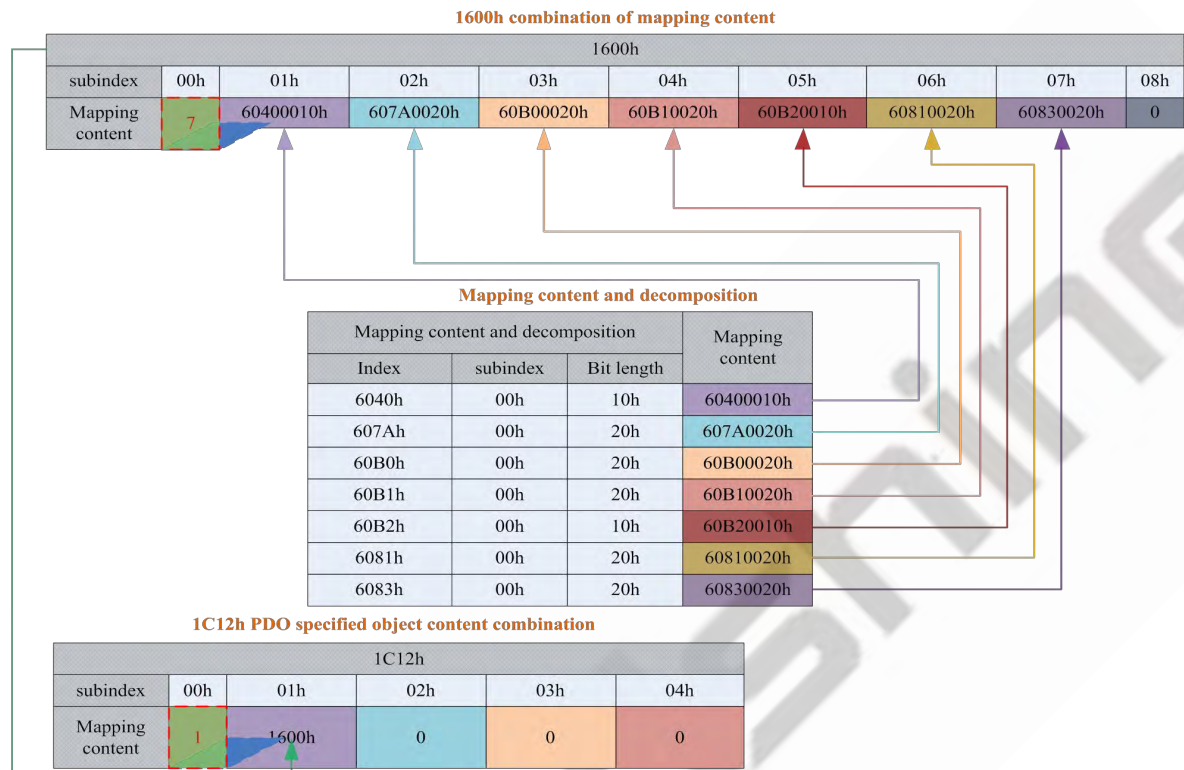 1600h combination of mapping content
1600h
subindex 00h 01h 02h 03h 04h 05h 06h 07h 08h
Mapping content 7 60400010h 607A0020h 60B00020h 60B10020h 60B20010h 60810020h 60830020h 0
Mapping content and decomposition
Mapping content and decomposition Mapping content
Index subindex Bit length
6040h 00h 10h 60400010h
607Ah 00h 20h 607A0020h
60B0h 00h 20h 60B00020h
60B1h 00h 20h 60B10020h
60B2h 00h 10h 60B20010h
6081h 00h 20h 60810020h
6083h 00h 20h 60830020h
1C12h PDO specified object content combination
1C12h
subindex 00h 01h 02h 03h 04h
Mapping content 1 1600h 0 0 0